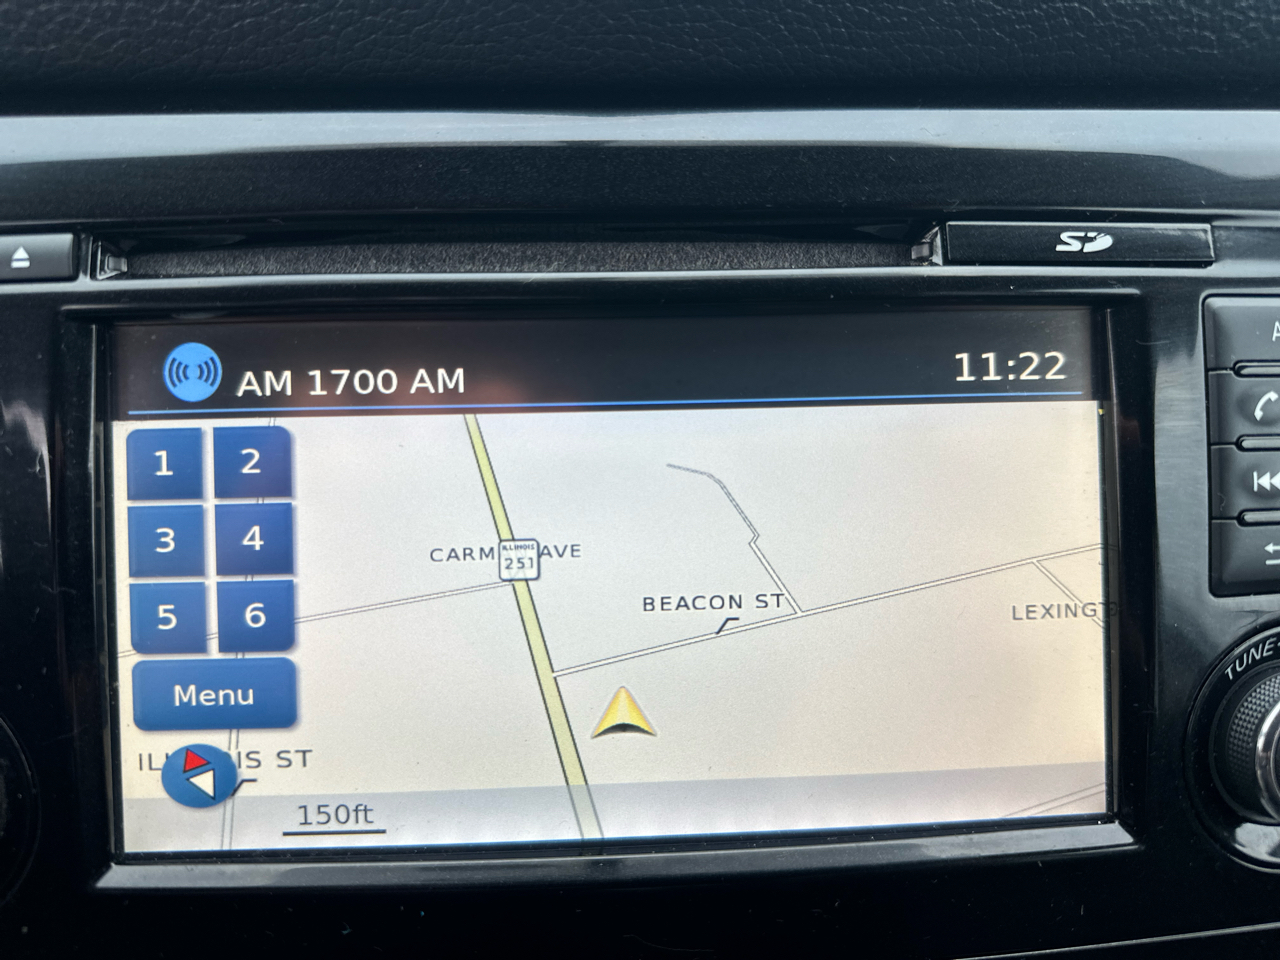 SD
AM 1700 AM
11:22
1
2
3
4
5
6
Menu
ILLINOIS
251
AVE
BEACON ST
IS ST
150ft
A
TUNE